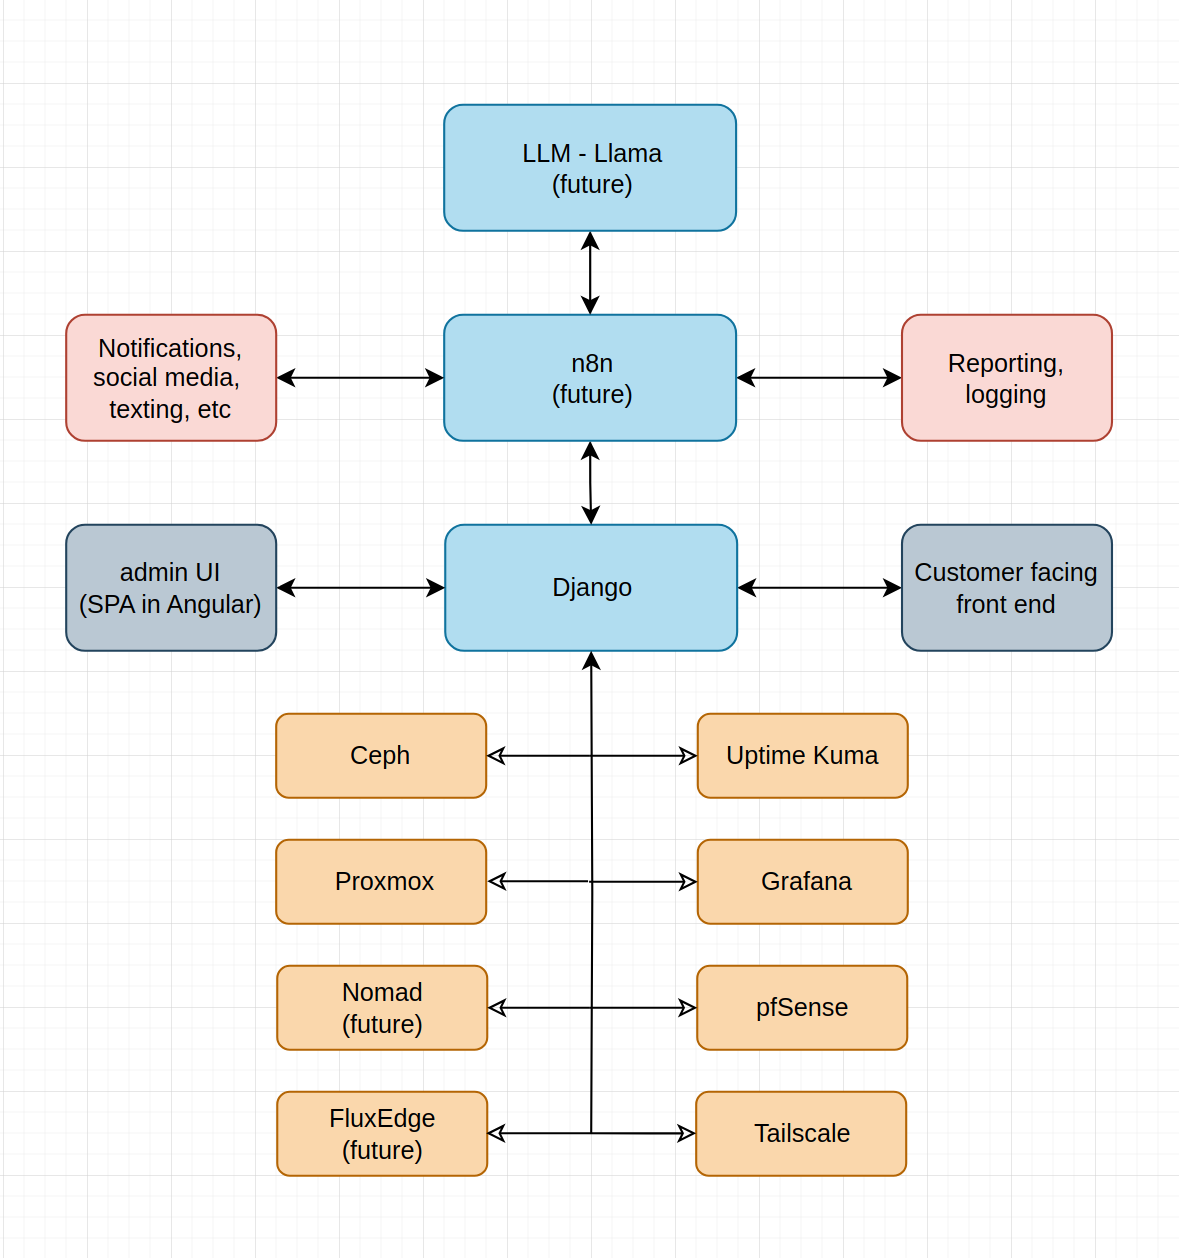 LLM - Llama
(future)
Notifications,
social media,
texting, etc
n8n
(future)
Reporting,
logging
admin UI
(SPA in Angular)
Django
Customer facing
front end
Ceph
Uptime Kuma
Proxmox
Grafana
Nomad
(future)
pfSense
FluxEdge
(future)
Tailscale